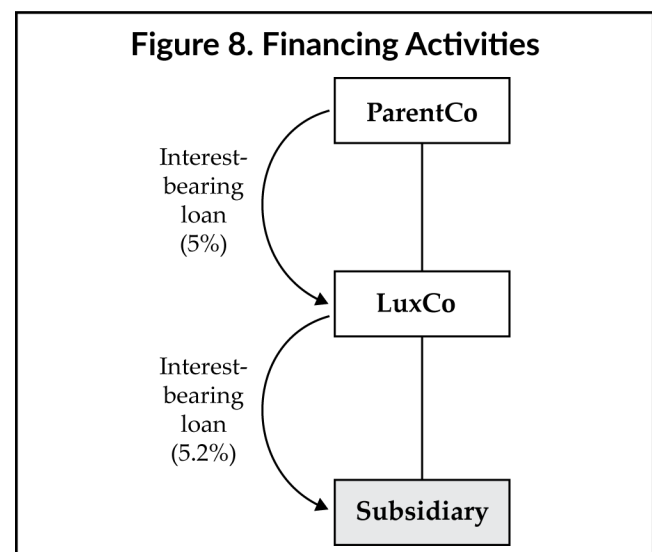 Figure 8. Financing Activities
ParentCo
Interest-
bearing
loan
(5%)
LuxCo
Interest-
bearing
loan
(5.2%)
Subsidiary